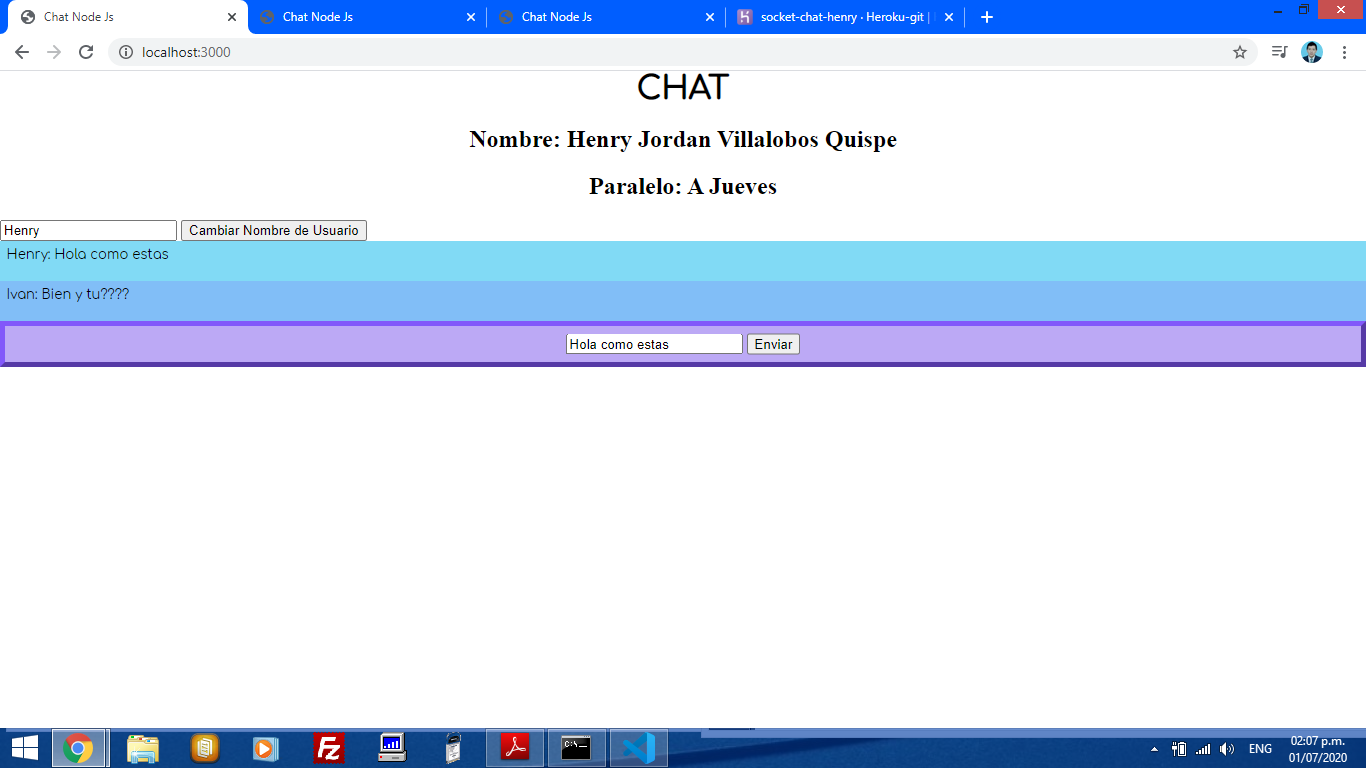 Chat Node Js
Chat Node Js
Chat Node Js
socket-chat-henry · Heroku-git |
localhost:3000
CHAT
Nombre: Henry Jordan Villalobos Quispe
Paralelo: A Jueves
Henry Cambiar Nombre de Usuario
Henry: Hola como estas
Ivan: Bien y tu????
Hola como estas Enviar
ENG
02:07 p.m.
01/07/2020